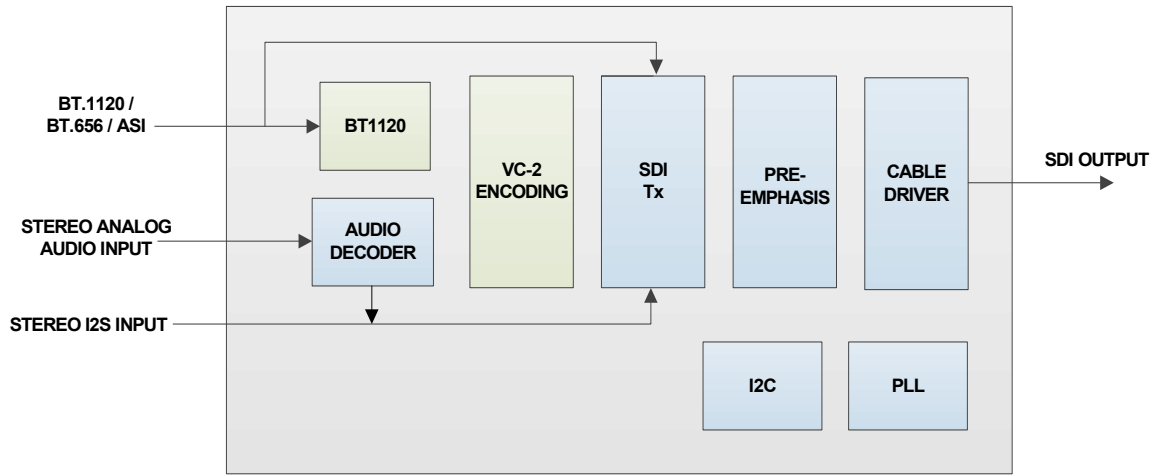 BT.1120 /
BT.656 / ASI
BT1120
STEREO ANALOG
AUDIO INPUT
AUDIO
DECODER
STEREO I2S INPUT
VC-2
ENCODING
SDI
Tx
PRE-
EMPHASIS
CABLE
DRIVER
SDI OUTPUT
I2C
PLL